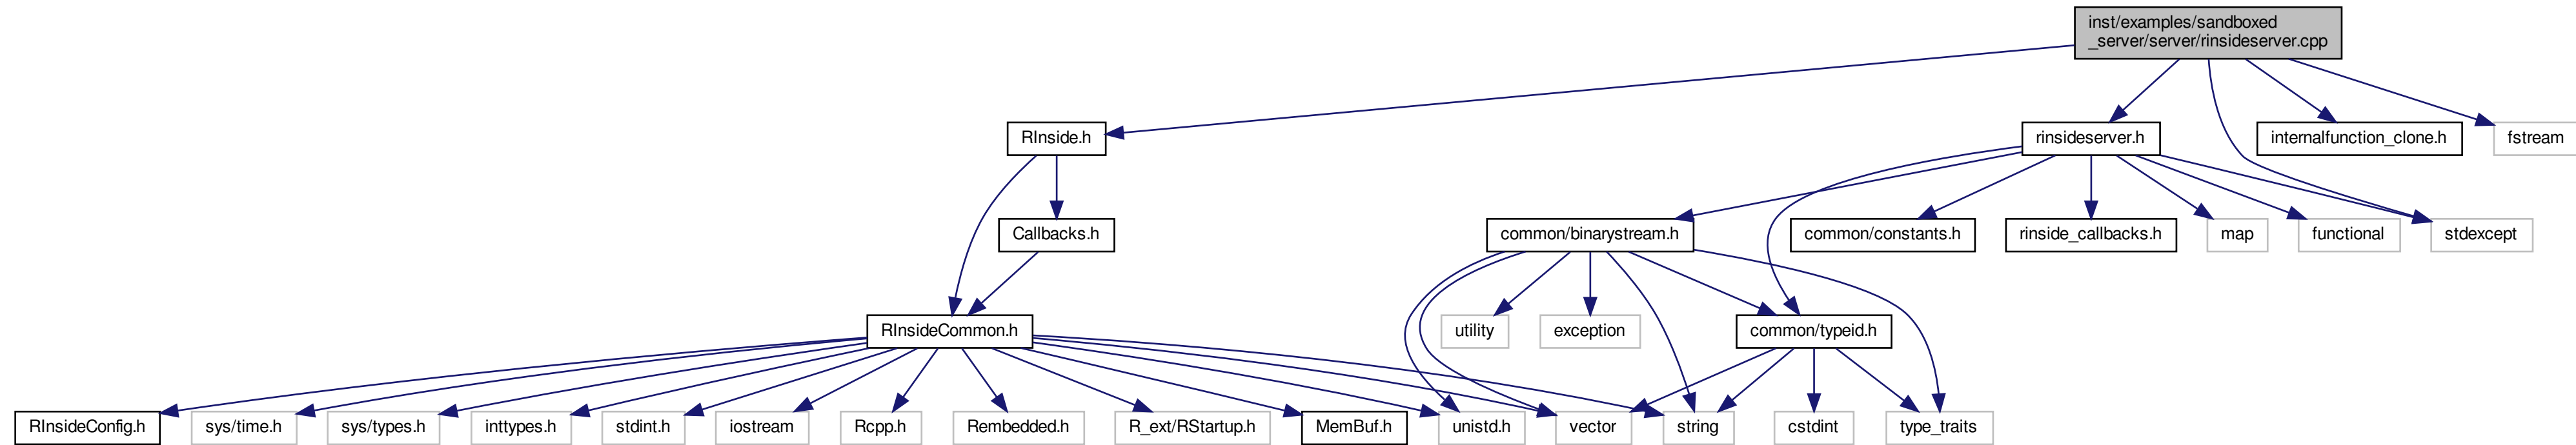 inst/examples/sandboxed
_server/server/rinsideserver.cpp
RInside.h
rinsideserver.h
internalfunction_clone.h
fstream
Callbacks.h
common/binarystream.h
common/constants.h
rinside_callbacks.h
map
functional
stdexcept
RInsideCommon.h
utility
exception
common/typeid.h
RInsideConfig.h
sys/time.h
sys/types.h
inttypes.h
stdint.h
iostream
Rcpp.h
Rembedded.h
R_ext/RStartup.h
MemBuf.h
unistd.h
vector
string
cstdint
type_traits